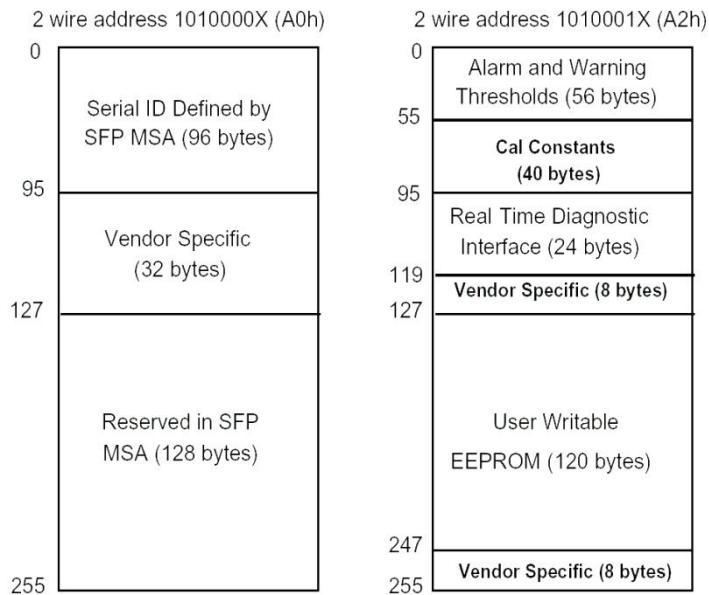 2 wire address 1010000X (A0h)
0
Serial ID Defined by
SFP MSA (96 bytes)
95
Vendor Specific
(32 bytes)
127
Reserved in SFP
MSA (128 bytes)
255
2 wire address 1010001X (A2h)
0
Alarm and Warning
Thresholds (56 bytes)
55
Cal Constants
(40 bytes)
95
Real Time Diagnostic
Interface (24 bytes)
119
Vendor Specific (8 bytes)
127
User Writable
EEPROM (120 bytes)
247
Vendor Specific (8 bytes)
255